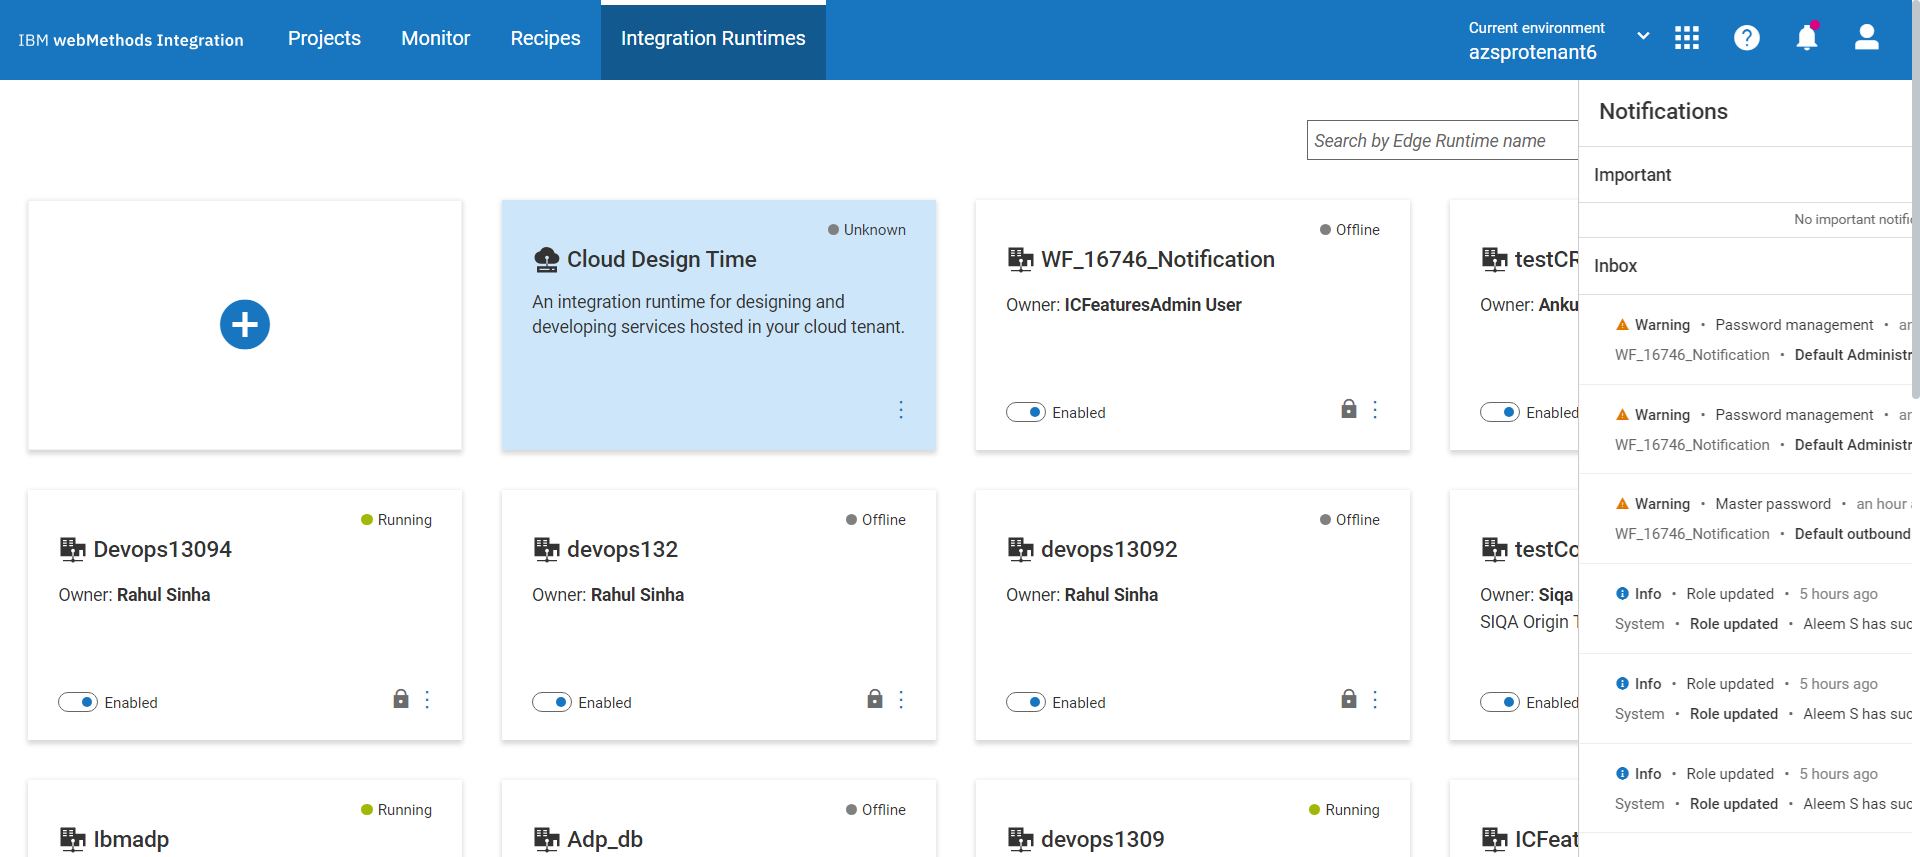 IBM webMethods Integration
Projects
Monitor
Recipes
Integration Runtimes
Current environment
azsprotenant6
Search by Edge Runtime name
Unknown
Cloud Design Time
An integration runtime for designing and
developing services hosted in your cloud tenant.
Offline
WF_16746_Notification
Owner: ICFeaturesAdmin User
Enabled
testCR
Owner: Anku
Enabled
Running
Devops13094
Owner: Rahul Sinha
Enabled
Offline
devops132
Owner: Rahul Sinha
Enabled
Offline
devops13092
Owner: Rahul Sinha
Enabled
testCo
Owner: Siqa
SIQA Origin T
Enabled
Running
Ibmadp
Offline
Adp_db
Running
devops1309
ICFeat
Notifications
Important
No important notific
Inbox
Warning • Password management • an
WF_16746_Notification • Default Administr
Warning • Password management • an
WF_16746_Notification • Default Administr
Warning • Master password • an hour
WF_16746_Notification • Default outbound
Info • Role updated • 5 hours ago
System • Role updated • Aleem S has suc
Info • Role updated • 5 hours ago
System • Role updated • Aleem S has suc
Info • Role updated • 5 hours ago
System • Role updated • Aleem S has suc